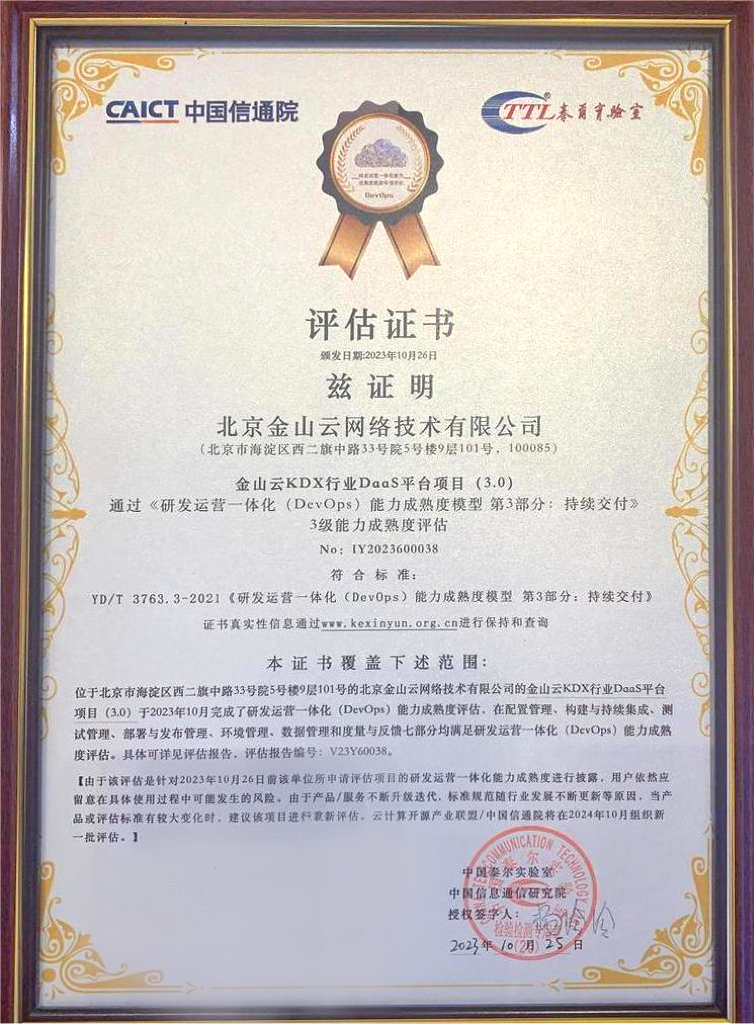 CAICT 中国信通院
TTL 泰尔实验室
DevOps
评估证书
颁发日期:2023年10月26日
兹证明
北京金山云网络技术有限公司
（北京市海淀区西二旗中路33号院5号楼9层101号，100085）
金山云KDX行业DaaS平台项目（3.0）
通过《研发运营一体化（DevOps）能力成熟度模型 第3部分：持续交付》
3级能力成熟度评估
No: IY2023600038
符合标准：
YD/T 3763.3-2021《研发运营一体化（DevOps）能力成熟度模型 第3部分：持续交付》
证书真实性信息通过www.kexinyun.org.cn进行保持和查询
本证书覆盖下述范围：
位于北京市海淀区西二旗中路33号院5号楼9层101号的北京金山云网络技术有限公司的金山云KDX行业DaaS平台
项目（3.0）于2023年10月完成了研发运营一体化（DevOps）能力成熟度评估，在配置管理、构建与持续集成、测
试管理、部署与发布管理、环境管理、数据管理和度量与反馈七部分均满足研发运营一体化（DevOps）能力成熟
度评估。具体可详见评估报告，评估报告编号：V23Y60038。
【由于该评估是针对2023年10月26日前该单位所申请评估项目的研发运营一体化能力成熟度进行披露，用户依然应
留意在具体使用过程中可能发生的风险。由于产品/服务不断升级迭代，标准规范随行业发展不断更新等原因，当产
品或评估标准有较大变化时，建议该项目进行重新评估。云计算开源产业联盟/中国信通院将在2024年10月组织新
一批评估。】
中国泰尔实验室
中国信息通信研究院
授权签字人：
2023年10月25日